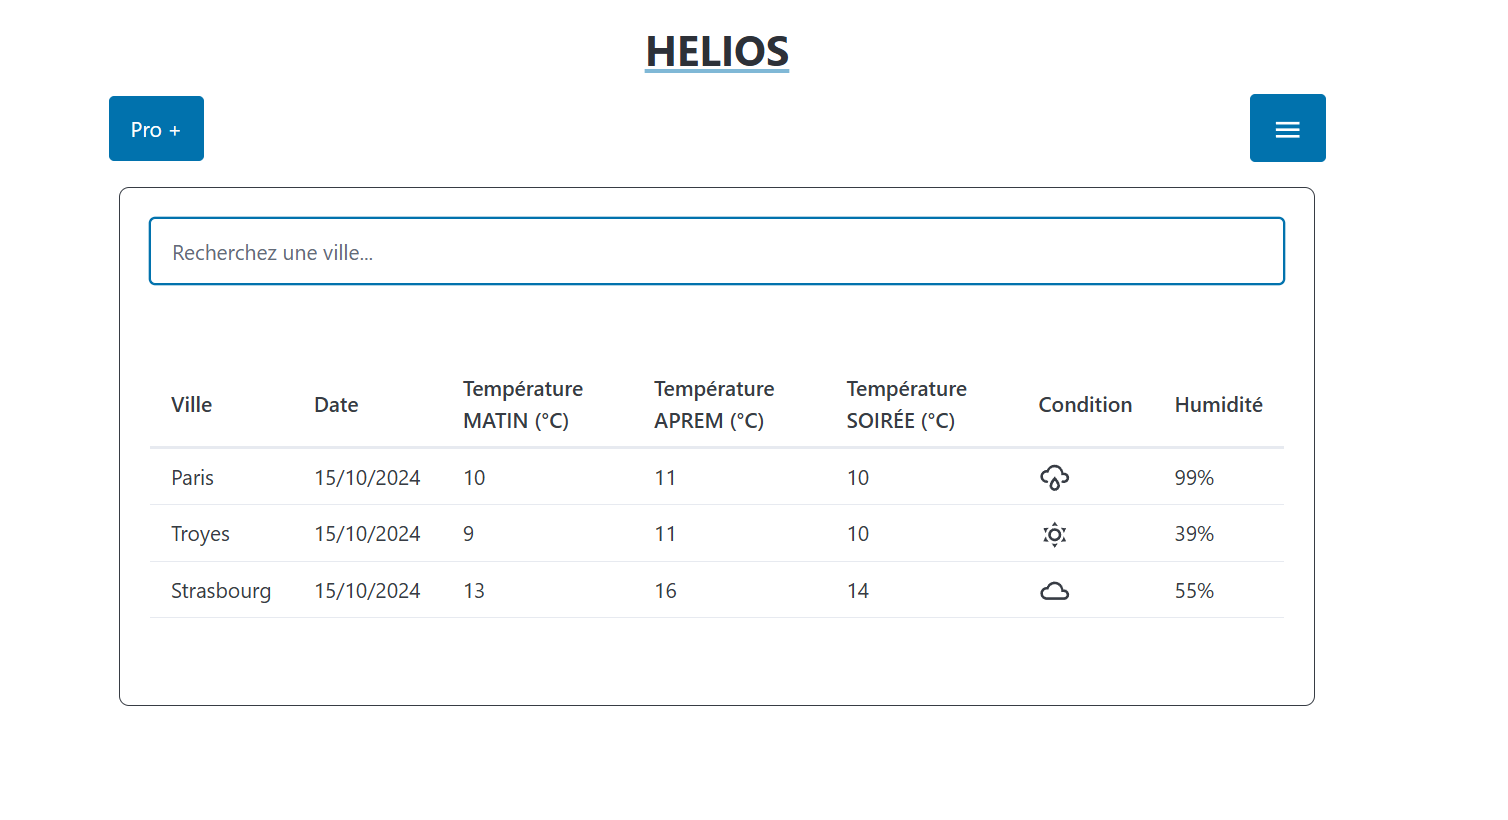 HELIOS
Pro +
Recherchez une ville...
Ville Date Température MATIN (°C) Température APREM (°C) Température SOIRÉE (°C) Condition Humidité
Paris 15/10/2024 10 11 10 99%
Troyes 15/10/2024 9 11 10 39%
Strasbourg 15/10/2024 13 16 14 55%